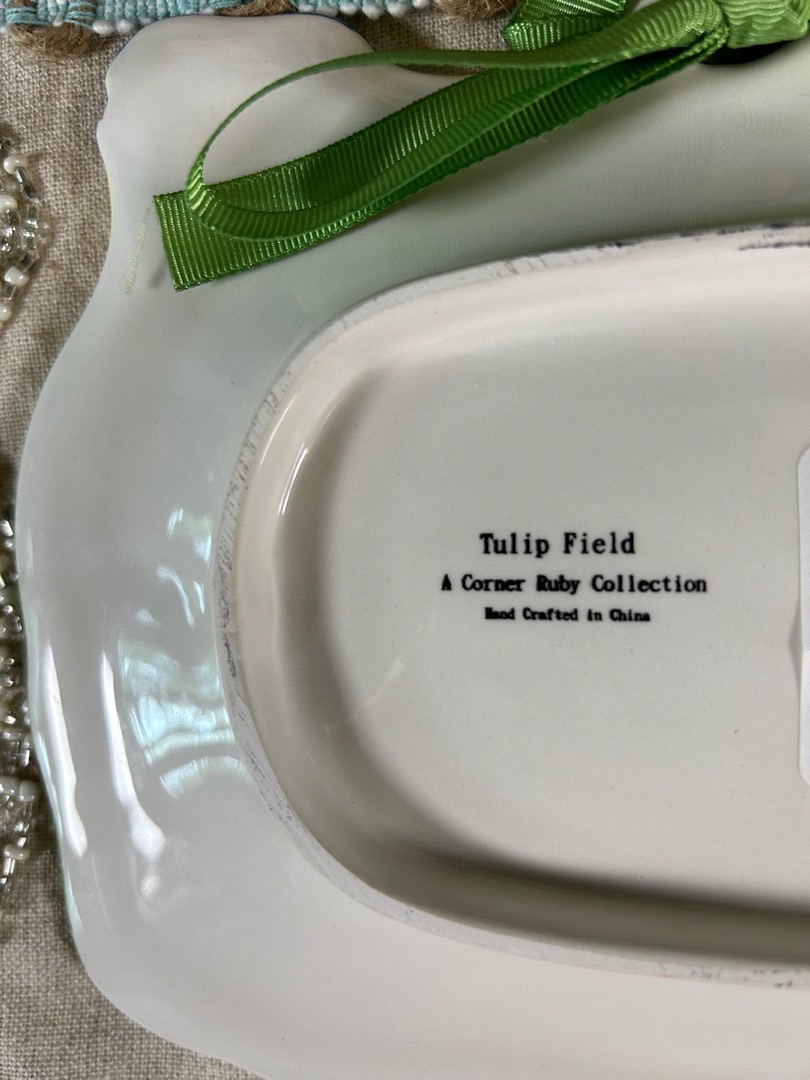 Tulip Field
A Corner Ruby Collection
Hand Crafted in China